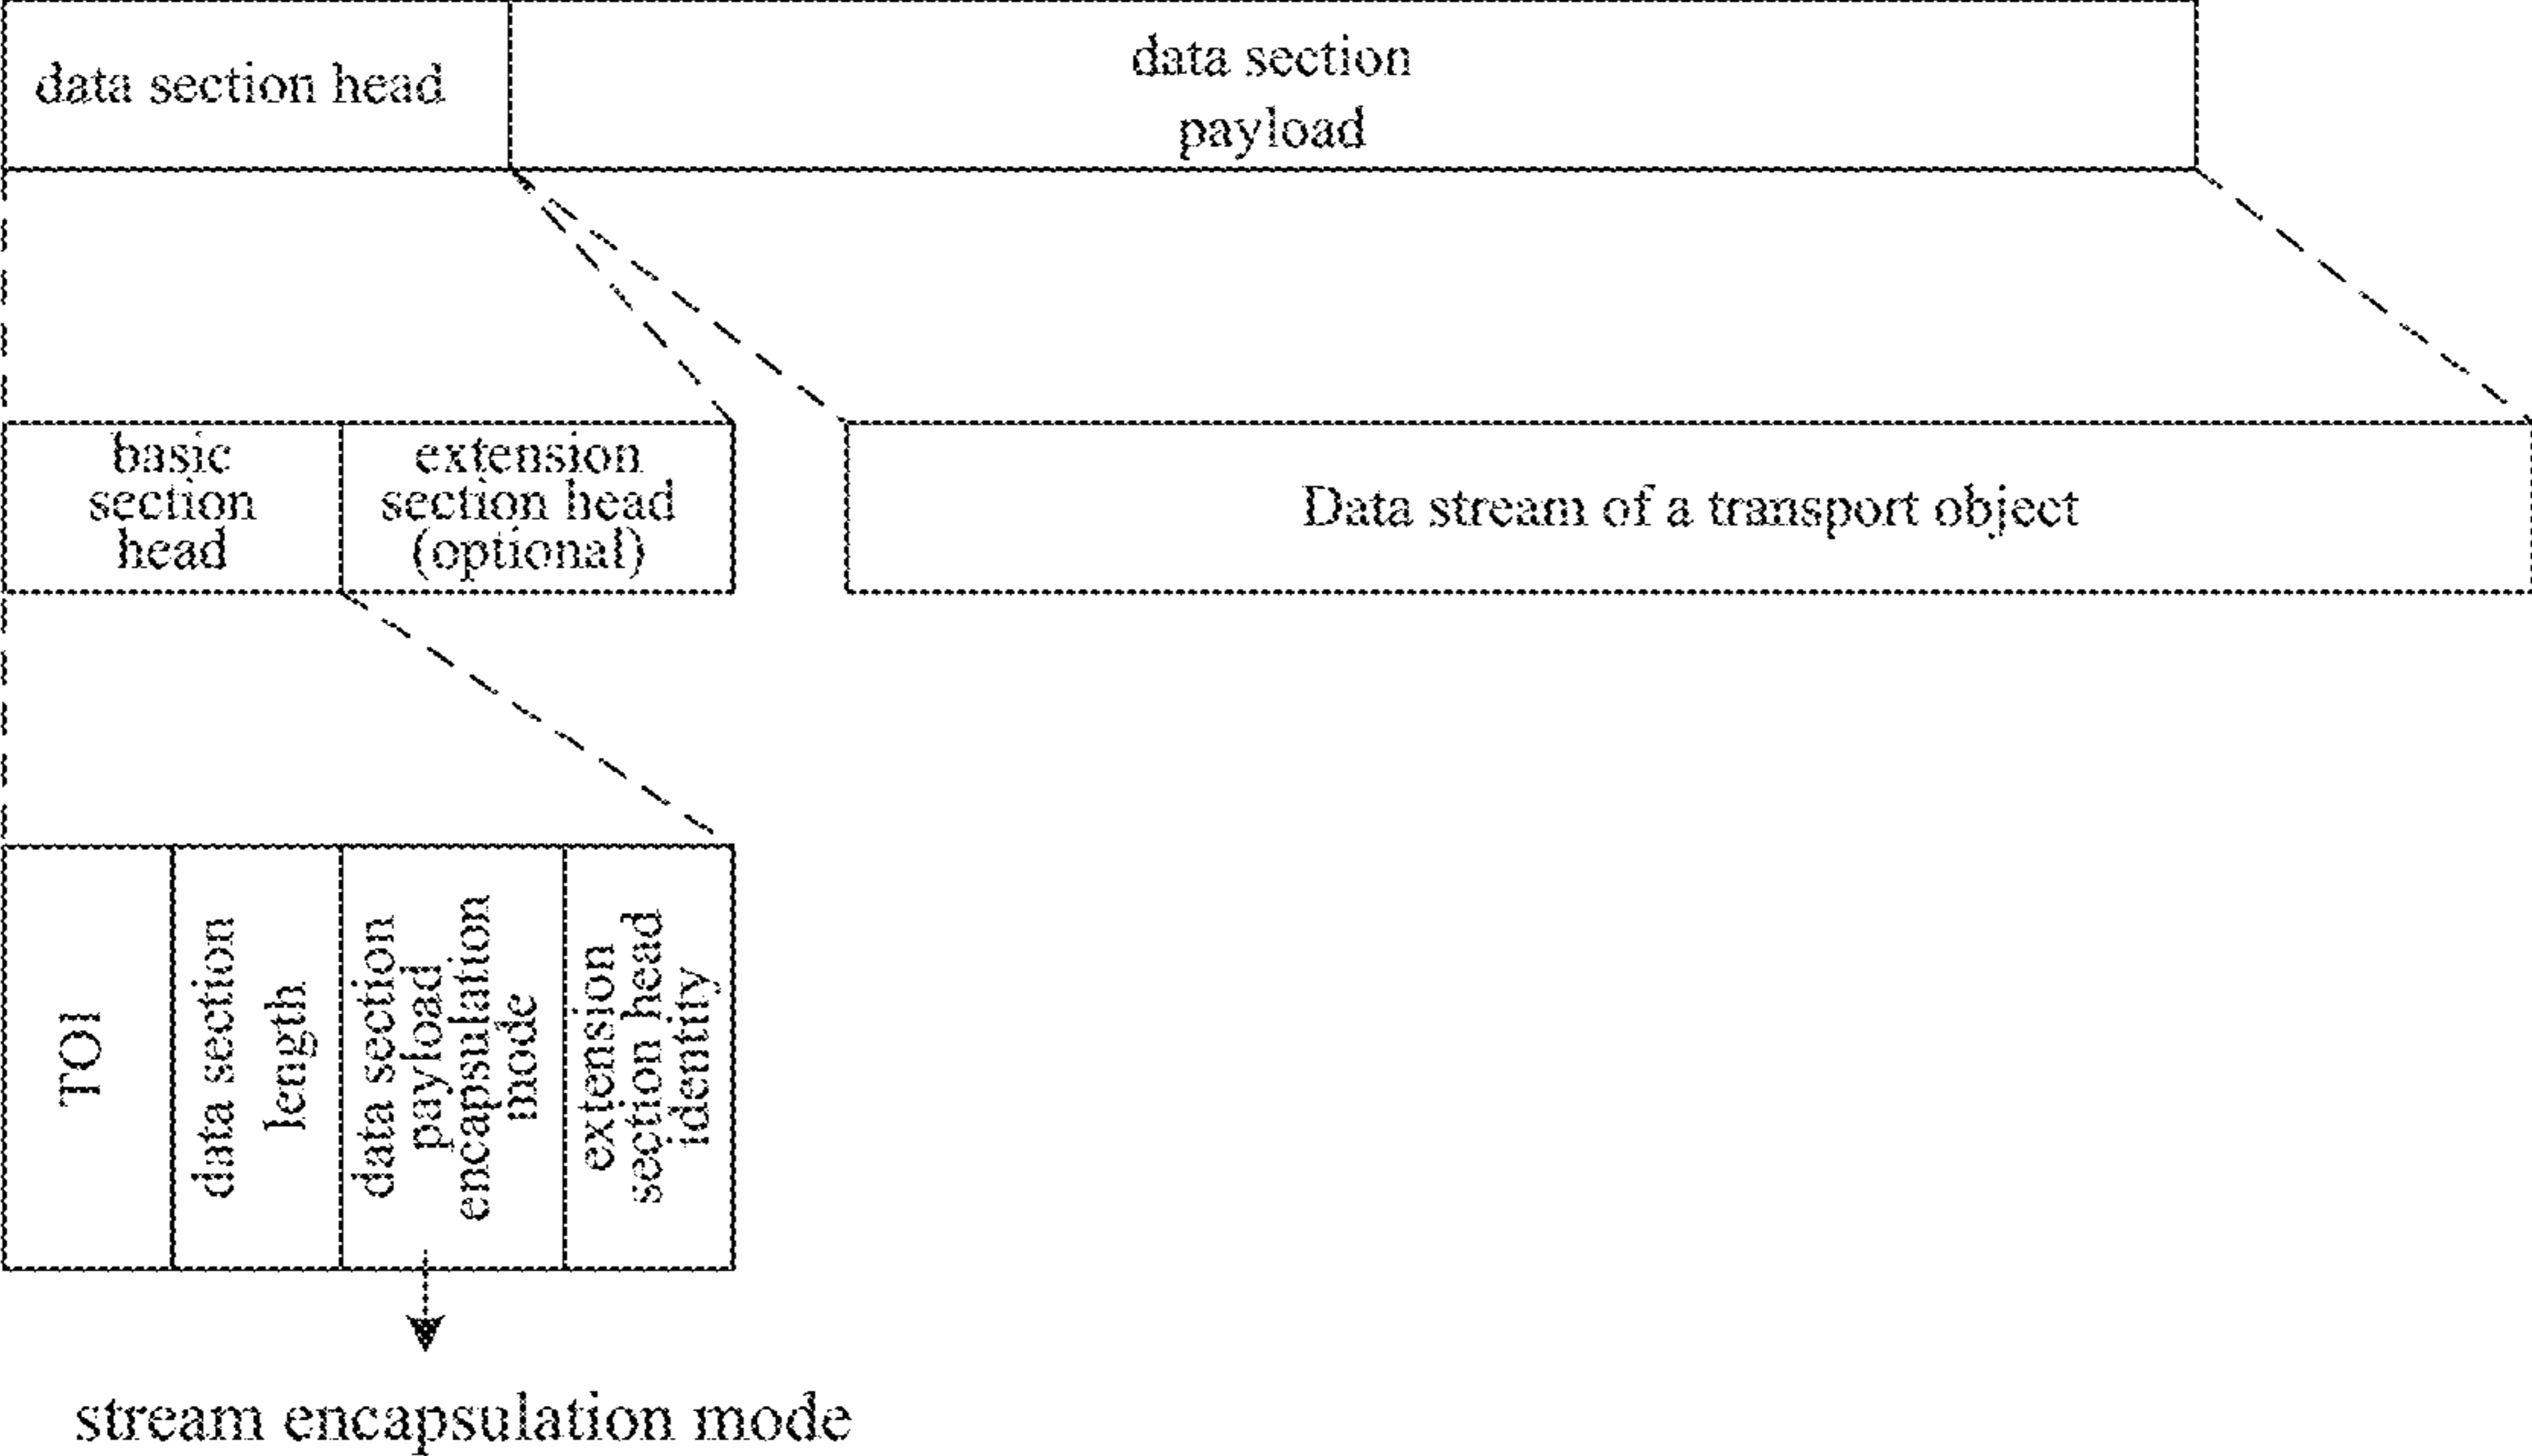 data section head
data section
payload
basic
section
head
extension
section head
(optional)
Data stream of a transport object
TOI
data section
length
data section
payload
encapsulation
mode
extension
section head
identity
stream encapsulation mode